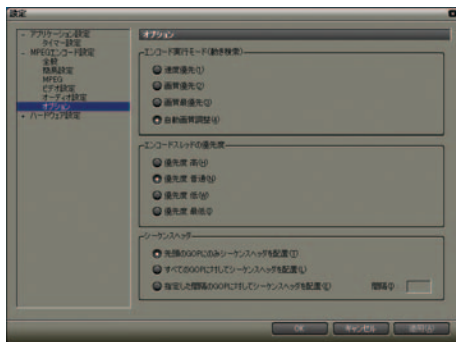 設定
- アプリケーション設定
タイマー設定
- MPEGエンコード設定
全般
簡易設定
MPEG
ビデオ設定
オーディオ設定
オプション
+ ハードウェア設定
オプション
エンコード実行モード(動き検索)
速度優先(1)
画質優先(2)
画質最優先(3)
自動画質調整(4)
エンコードスレッドの優先度
優先度 高(H)
優先度 普通(N)
優先度 低(W)
優先度 最低(I)
シーケンスヘッダ
先頭のGOPにのみシーケンスヘッダを配置(T)
すべてのGOPに対してシーケンスヘッダを配置(L)
指定した間隔のGOPに対してシーケンスヘッダを配置(E) 間隔(I)
OK キャンセル 適用(A)